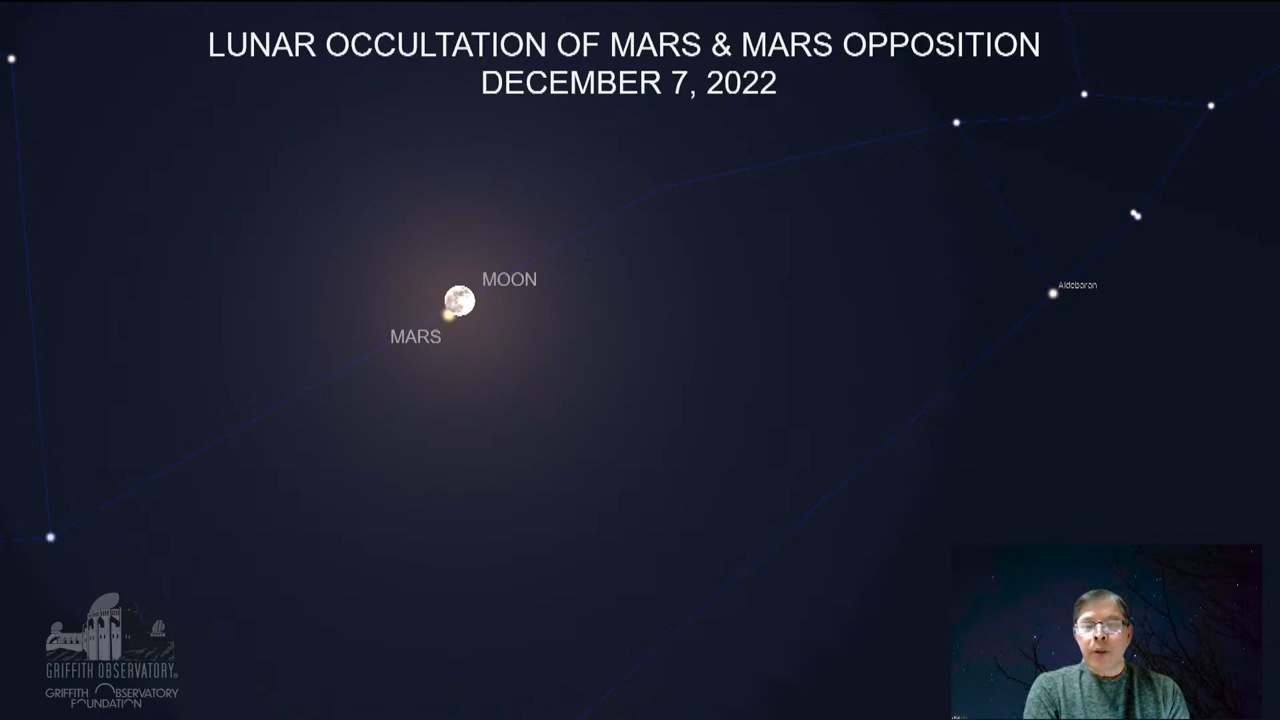 LUNAR OCCULTATION OF MARS & MARS OPPOSITION
DECEMBER 7, 2022
MOON
Aldebaran
MARS
GRIFFITH OBSERVATORY
GRIFFITH OBSERVATORY
FOUNDATION